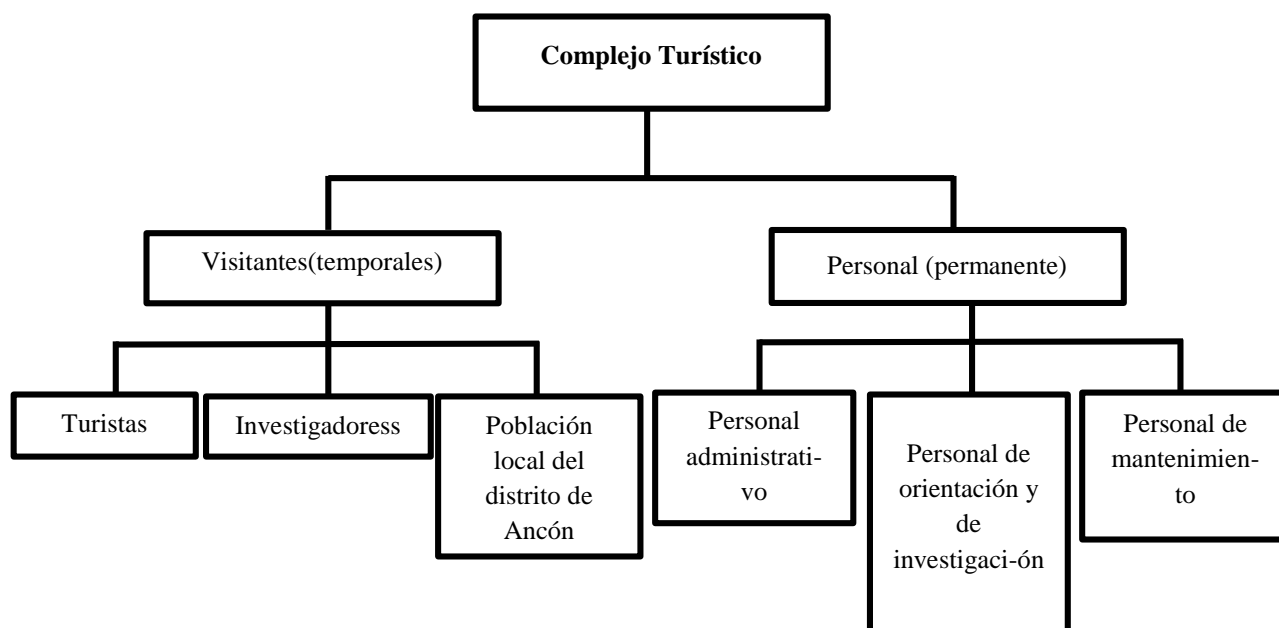 Complejo Turístico
Visitantes(temporales)
Personal (permanente)
Turistas
Investigadoress
Población
local del
distrito de
Ancón
Personal
administrati-
vo
Personal de
orientación y
de
investigaci-ón
Personal de
mantenimien-
to